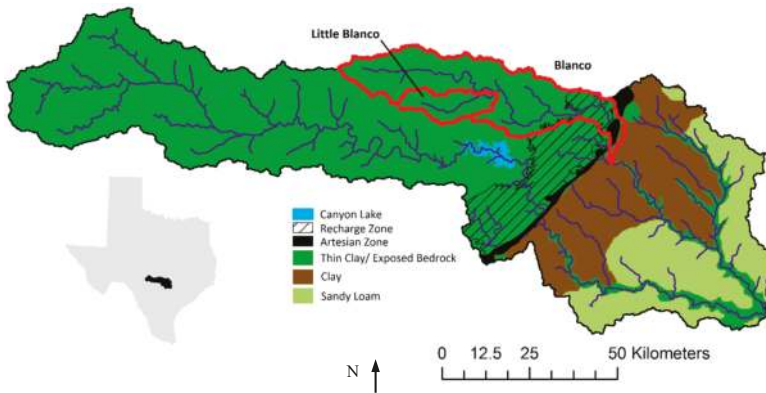 Little Blanco
Blanco
Canyon Lake
Recharge Zone
Artesian Zone
Thin Clay/ Exposed Bedrock
Clay
Sandy Loam
N
0 12.5 25 50 Kilometers